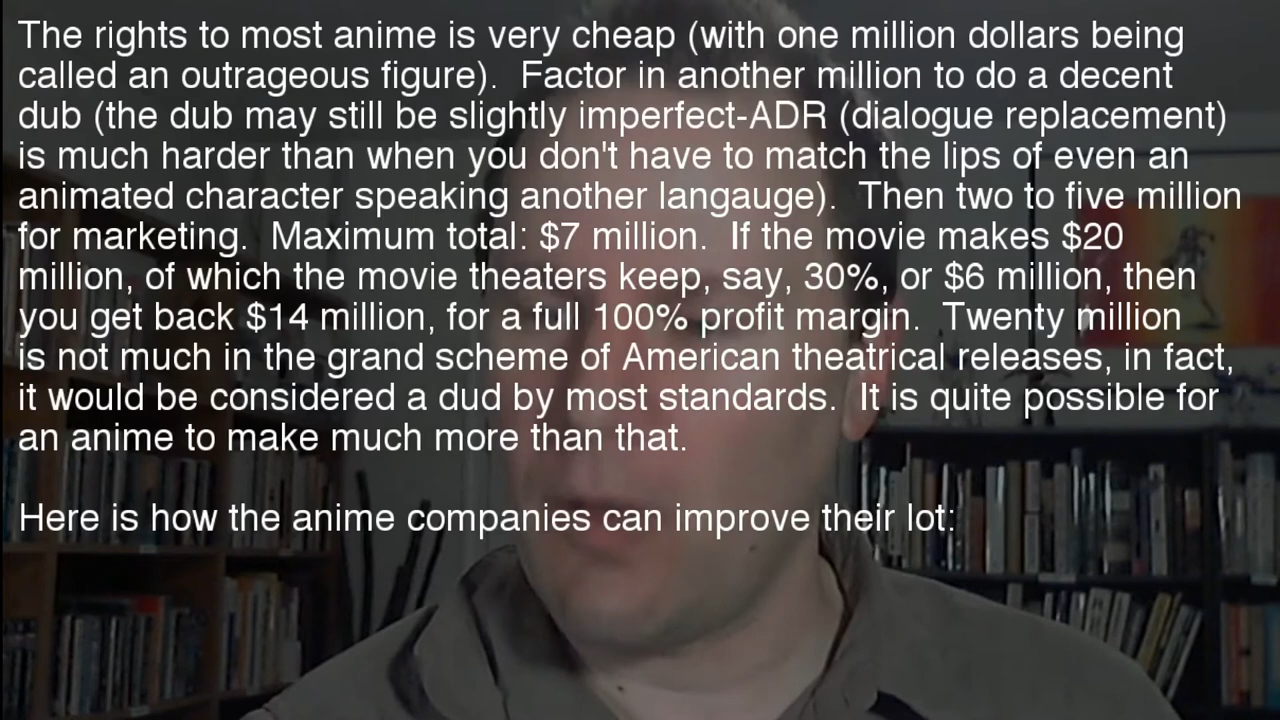 The rights to most anime is very cheap (with one million dollars being
called an outrageous figure).  Factor in another million to do a decent
dub (the dub may still be slightly imperfect-ADR (dialogue replacement)
is much harder than when you don't have to match the lips of even an
animated character speaking another langauge).  Then two to five million
for marketing.  Maximum total: $7 million.  If the movie makes $20
million, of which the movie theaters keep, say, 30%, or $6 million, then
you get back $14 million, for a full 100% profit margin.  Twenty million
is not much in the grand scheme of American theatrical releases, in fact,
it would be considered a dud by most standards.  It is quite possible for
an anime to make much more than that.

Here is how the anime companies can improve their lot: